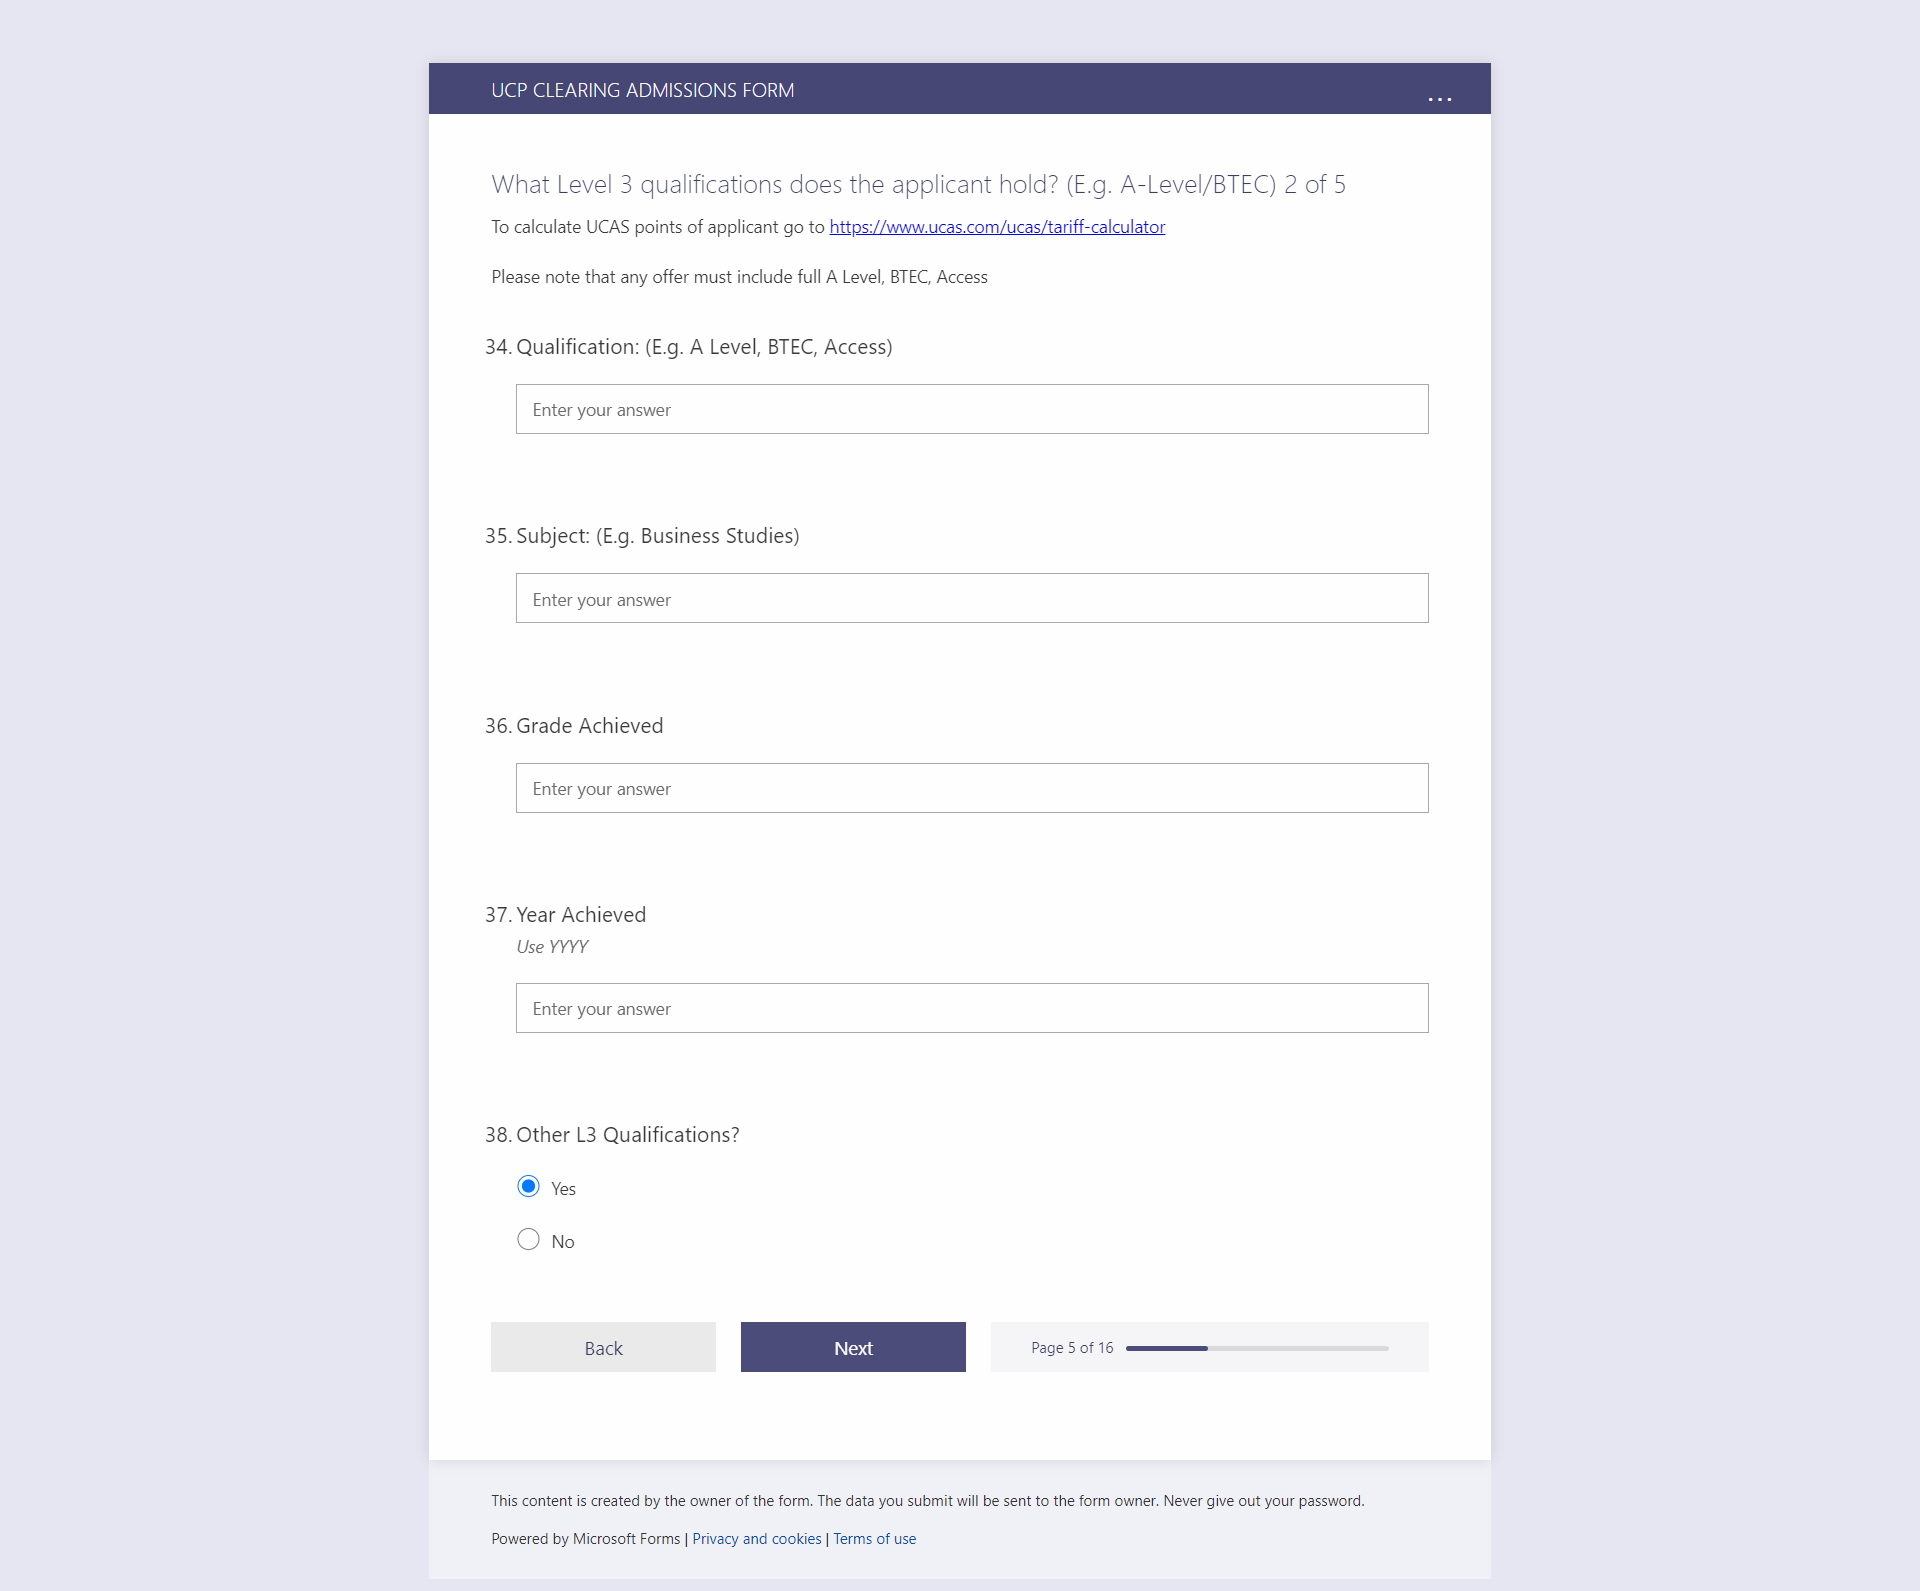 UCP CLEARING ADMISSIONS FORM
...
What Level 3 qualifications does the applicant hold? (E.g. A-Level/BTEC) 2 of 5
To calculate UCAS points of applicant go to https://www.ucas.com/ucas/tariff-calculator
Please note that any offer must include full A Level, BTEC, Access
34. Qualification: (E.g. A Level, BTEC, Access)
Enter your answer
35. Subject: (E.g. Business Studies)
Enter your answer
36. Grade Achieved
Enter your answer
37. Year Achieved
Use YYYY
Enter your answer
38. Other L3 Qualifications?
Yes
No
Back
Next
Page 5 of 16
This content is created by the owner of the form. The data you submit will be sent to the form owner. Never give out your password.
Powered by Microsoft Forms | Privacy and cookies | Terms of use